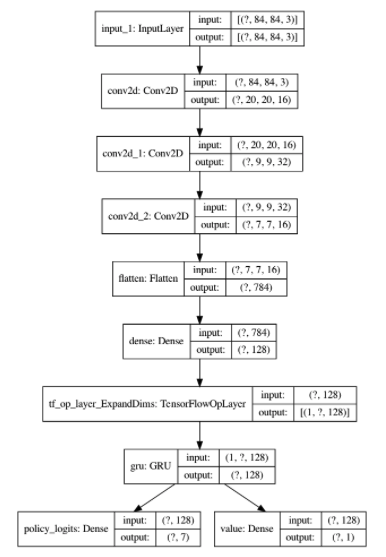 input_1: InputLayer input: [(?, 84, 84, 3)]
output: [(?, 84, 84, 3)]
conv2d: Conv2D input: (?, 84, 84, 3)
output: (?, 20, 20, 16)
conv2d_1: Conv2D input: (?, 20, 20, 16)
output: (?, 9, 9, 32)
conv2d_2: Conv2D input: (?, 9, 9, 32)
output: (?, 7, 7, 16)
flatten: Flatten input: (?, 7, 7, 16)
output: (?, 784)
dense: Dense input: (?, 784)
output: (?, 128)
tf_op_layer_ExpandDims: TensorFlowOpLayer input: (?, 128)
output: [(1, ?, 128)]
gru: GRU input: (1, ?, 128)
output: (?, 128)
policy_logits: Dense input: (?, 128)
output: (?, 7)
value: Dense input: (?, 128)
output: (?, 1)